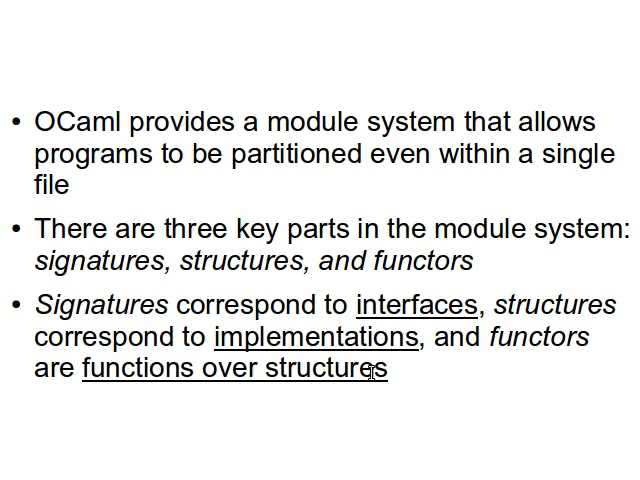 • OCaml provides a module system that allows
programs to be partitioned even within a single
file
• There are three key parts in the module system:
signatures, structures, and functors
• Signatures correspond to interfaces, structures
correspond to implementations, and functors
are functions over structures